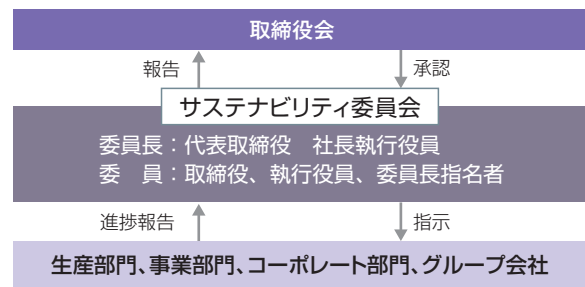 取締役会
報告
承認
サステナビリティ委員会
委員長：代表取締役　社長執行役員
委　員：取締役、執行役員、委員長指名者
進捗報告
指示
生産部門、事業部門、コーポレート部門、グループ会社